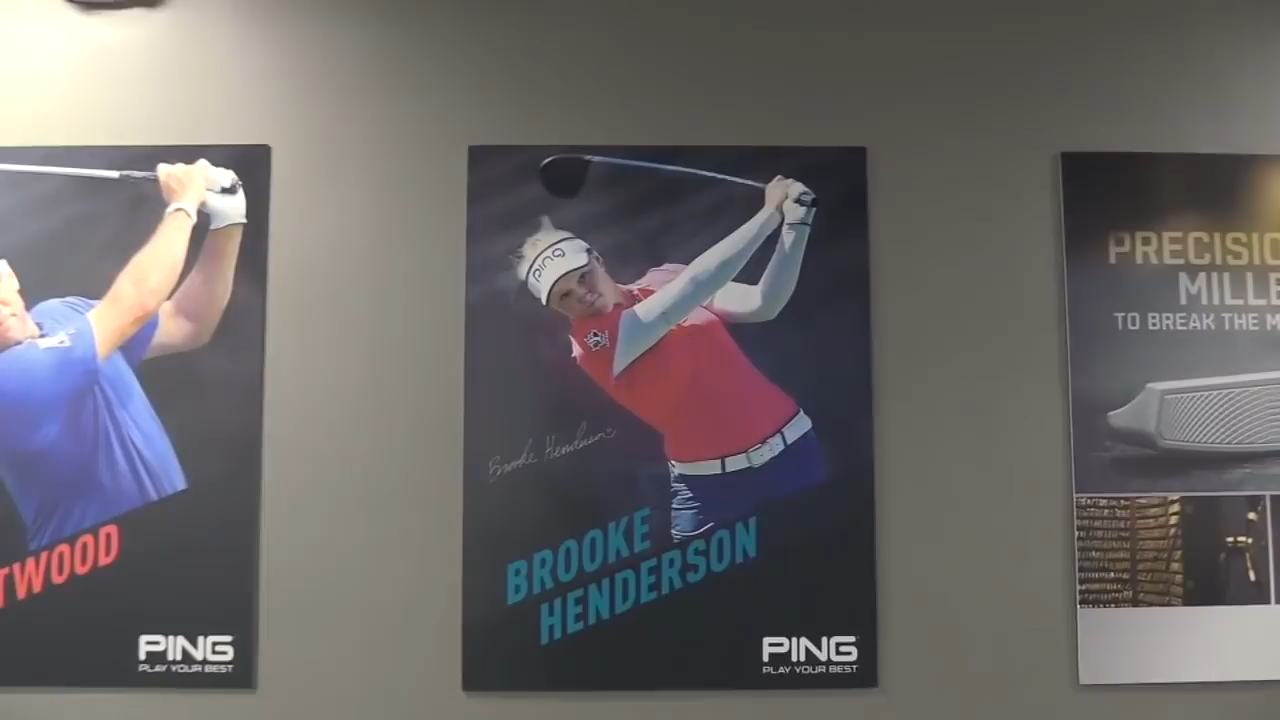 TWOOD
PING
PLAY YOUR BEST
ping
Brooke Henderson
BROOKE
HENDERSON
PING
PLAY YOUR BEST
PRECISIO
MILLE
TO BREAK THE M